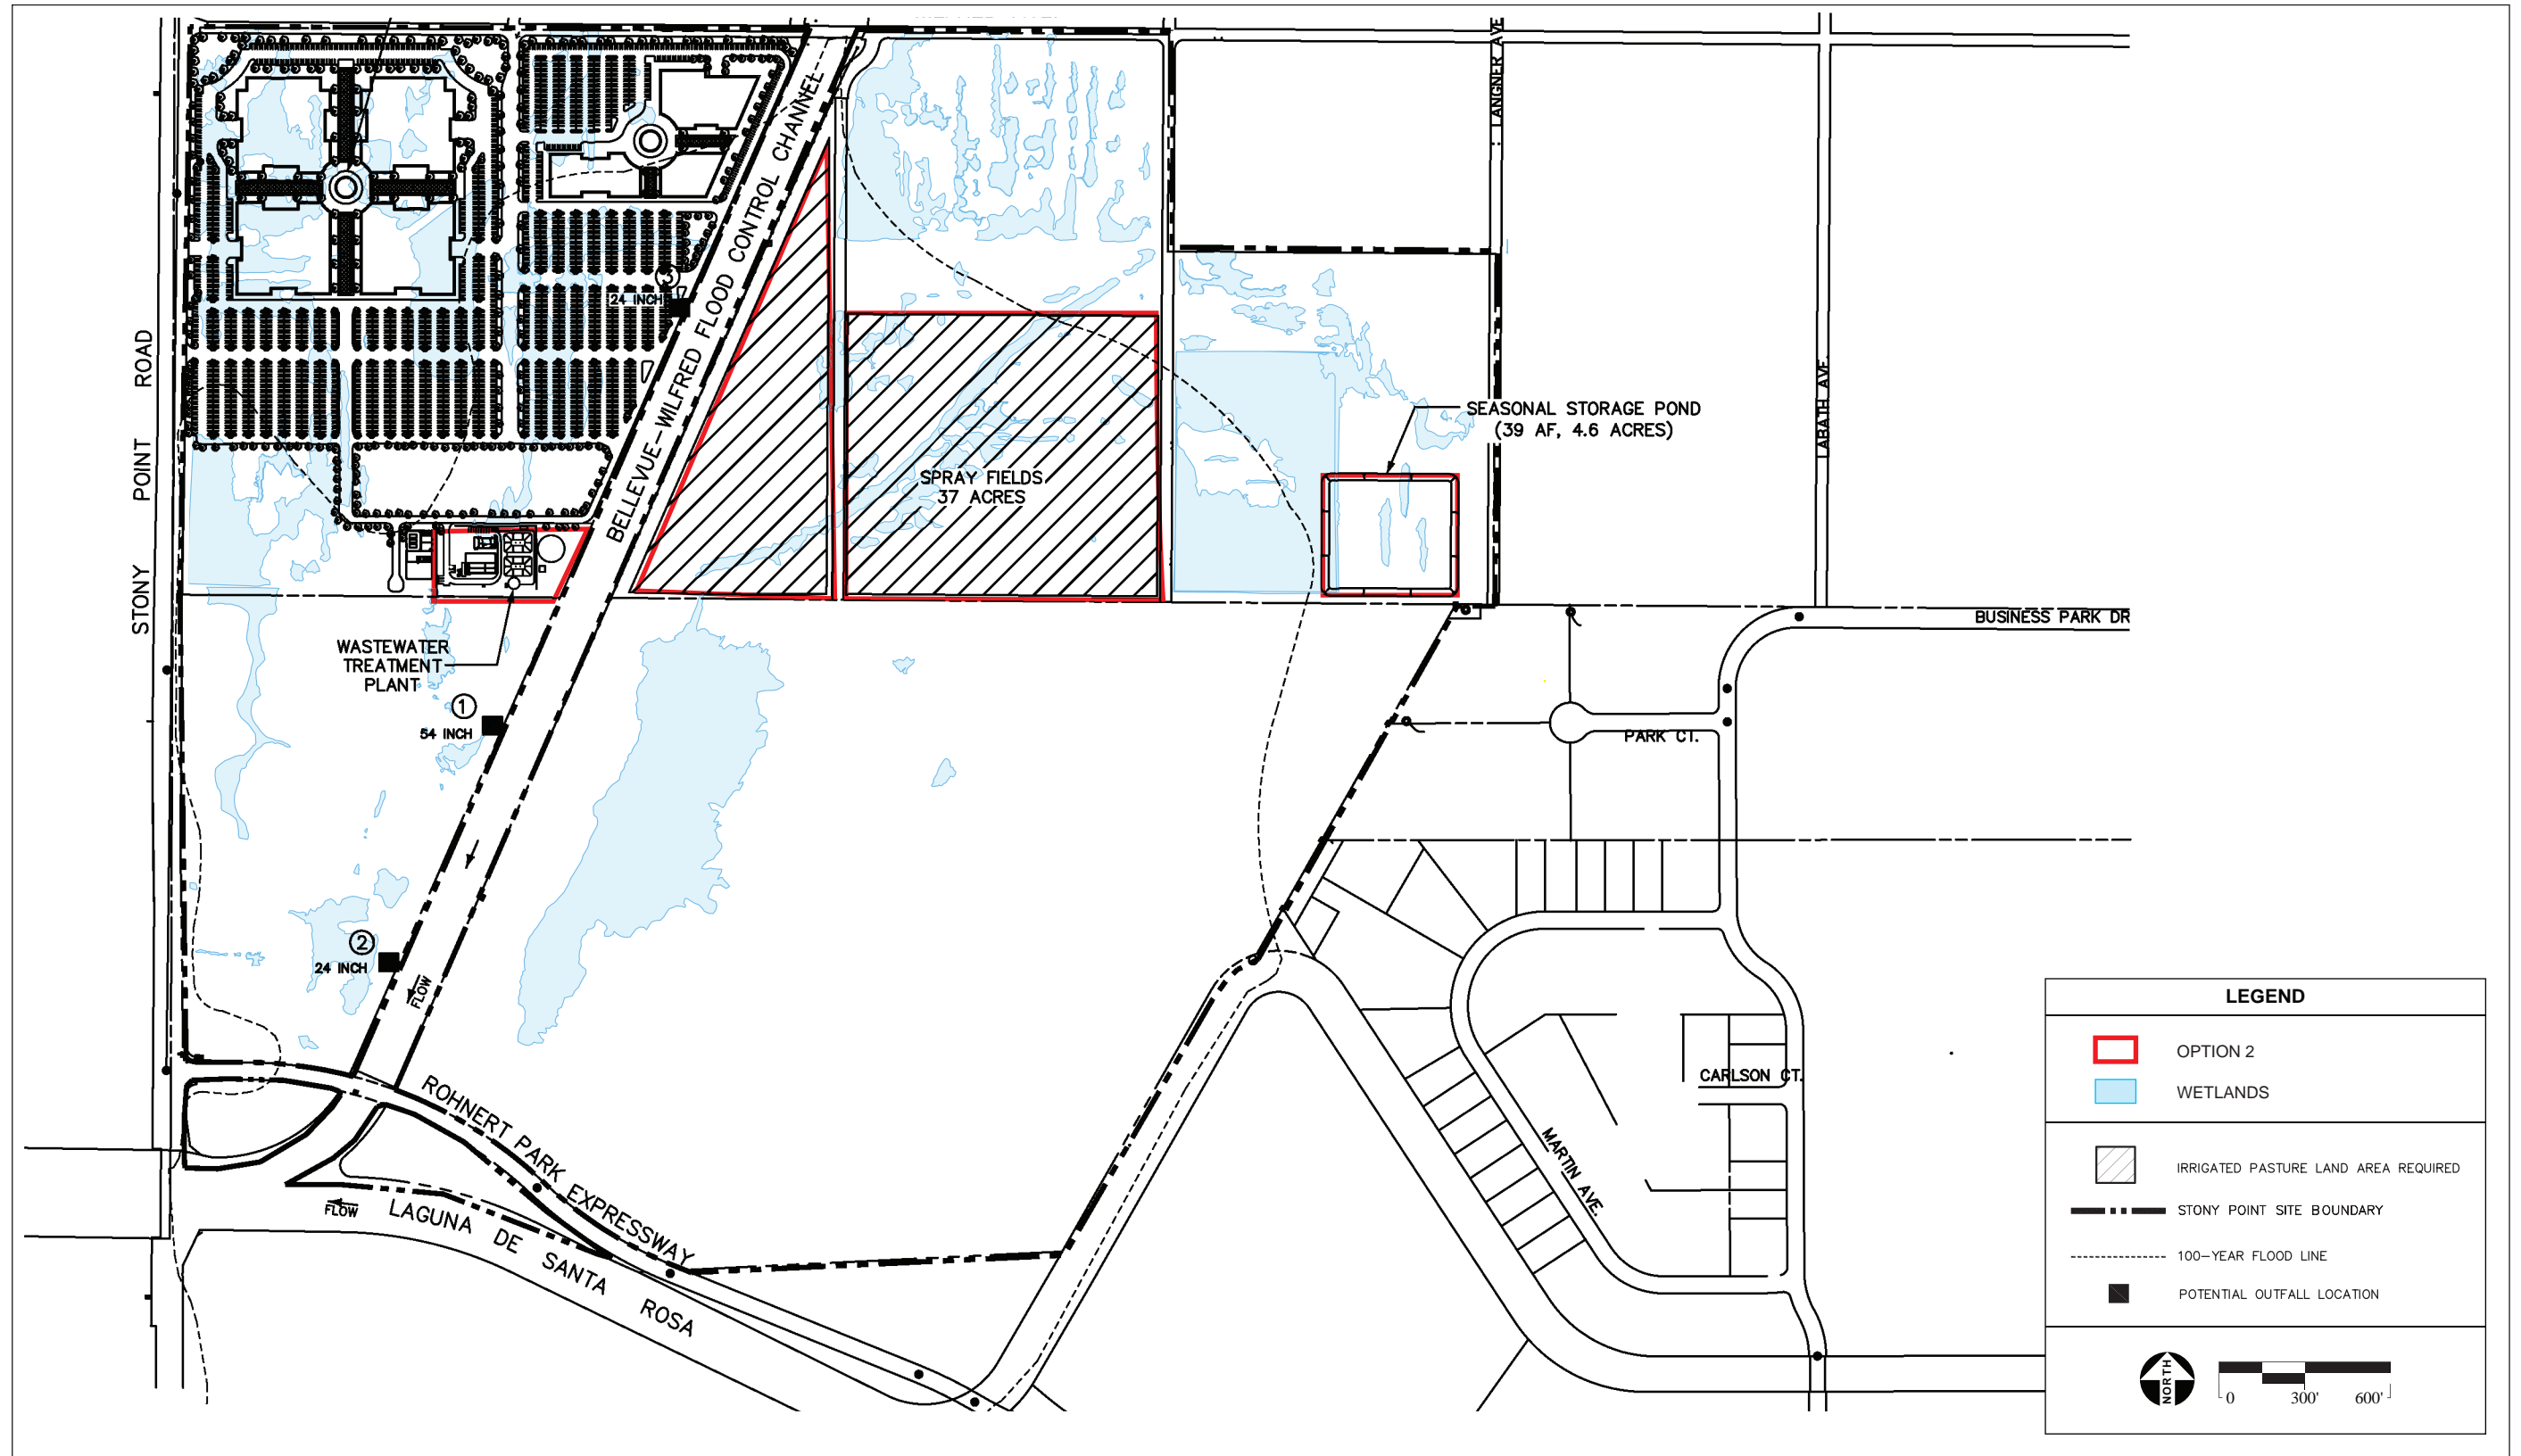 LANGNER AVE
LABATH AVE.
STONY POINT ROAD
BELLEVUE-WILFRED FLOOD CONTROL CHANNEL
3
24 INCH
SEASONAL STORAGE POND
(39 AF, 4.6 ACRES)
SPRAY FIELDS
37 ACRES
WASTEWATER
TREATMENT
PLANT
1
54 INCH
2
24 INCH
FLOW
BUSINESS PARK DR
PARK CT.
CARLSON CT.
MARTIN AVE.
ROHNERT PARK EXPRESSWAY
FLOW
LAGUNA DE SANTA ROSA
LEGEND
OPTION 2
WETLANDS
IRRIGATED PASTURE LAND AREA REQUIRED
STONY POINT SITE BOUNDARY
100-YEAR FLOOD LINE
POTENTIAL OUTFALL LOCATION
NORTH
0 300' 600'